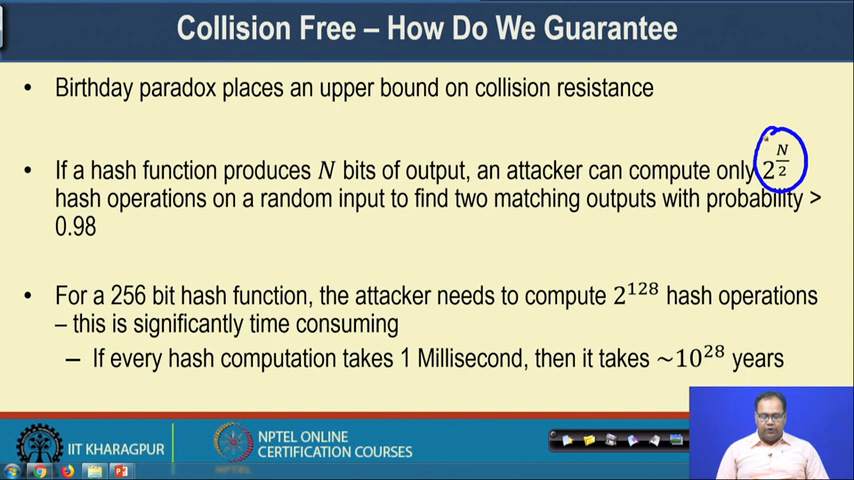 Collision Free – How Do We Guarantee
• Birthday paradox places an upper bound on collision resistance
• If a hash function produces N bits of output, an attacker can compute only 2^(N/2)
hash operations on a random input to find two matching outputs with probability >
0.98
• For a 256 bit hash function, the attacker needs to compute 2^128 hash operations
– this is significantly time consuming
– If every hash computation takes 1 Millisecond, then it takes ~10^28 years
IIT KHARAGPUR
NPTEL ONLINE
CERTIFICATION COURSES
NPTEL